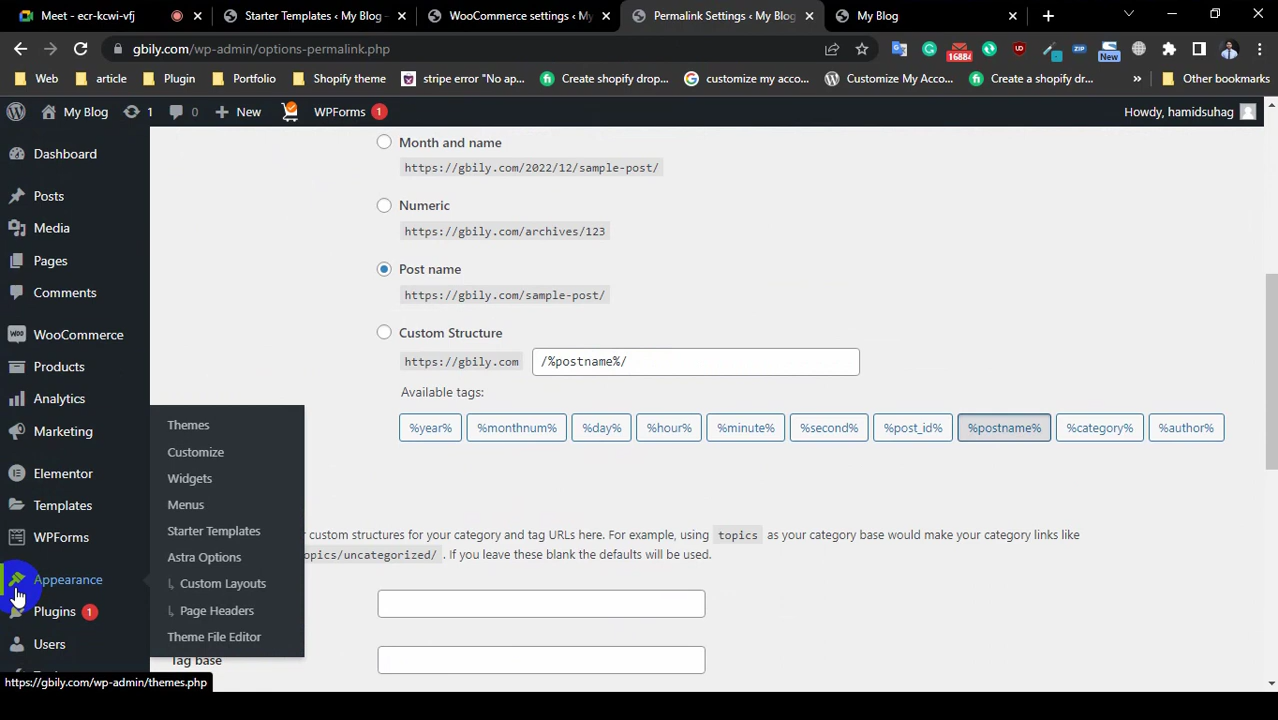 Meet - ecr-kcwi-vfj
Starter Templates ‹ My Blog -
WooCommerce settings ‹ My
Permalink Settings ‹ My Blog
My Blog
gbily.com/wp-admin/options-permalink.php
16884
UD
ZIP
New
Web
article
Plugin
Portfolio
Shopify theme
stripe error "No ap...
Create shopify drop...
customize my acco...
Customize My Acco...
Create a shopify dr...
»
Other bookmarks
My Blog
1
0
New
WPForms 1
Howdy, hamidsuhag
Dashboard
Posts
Media
Pages
Comments
WooCommerce
Products
Analytics
Marketing
Elementor
Templates
WPForms
Appearance
Plugins 1
Users
Themes
Customize
Widgets
Menus
Starter Templates
Astra Options
Custom Layouts
Page Headers
Theme File Editor
Month and name
https://gbily.com/2022/12/sample-post/
Numeric
https://gbily.com/archives/123
Post name
https://gbily.com/sample-post/
Custom Structure
https://gbily.com /%postname%/
Available tags:
%year% %monthnum% %day% %hour% %minute% %second% %post_id% %postname% %category% %author%
custom structures for your category and tag URLs here. For example, using topics as your category base would make your category links like
opics/uncategorized/ . If you leave these blank the defaults will be used.
Tag base
https://gbily.com/wp-admin/themes.php